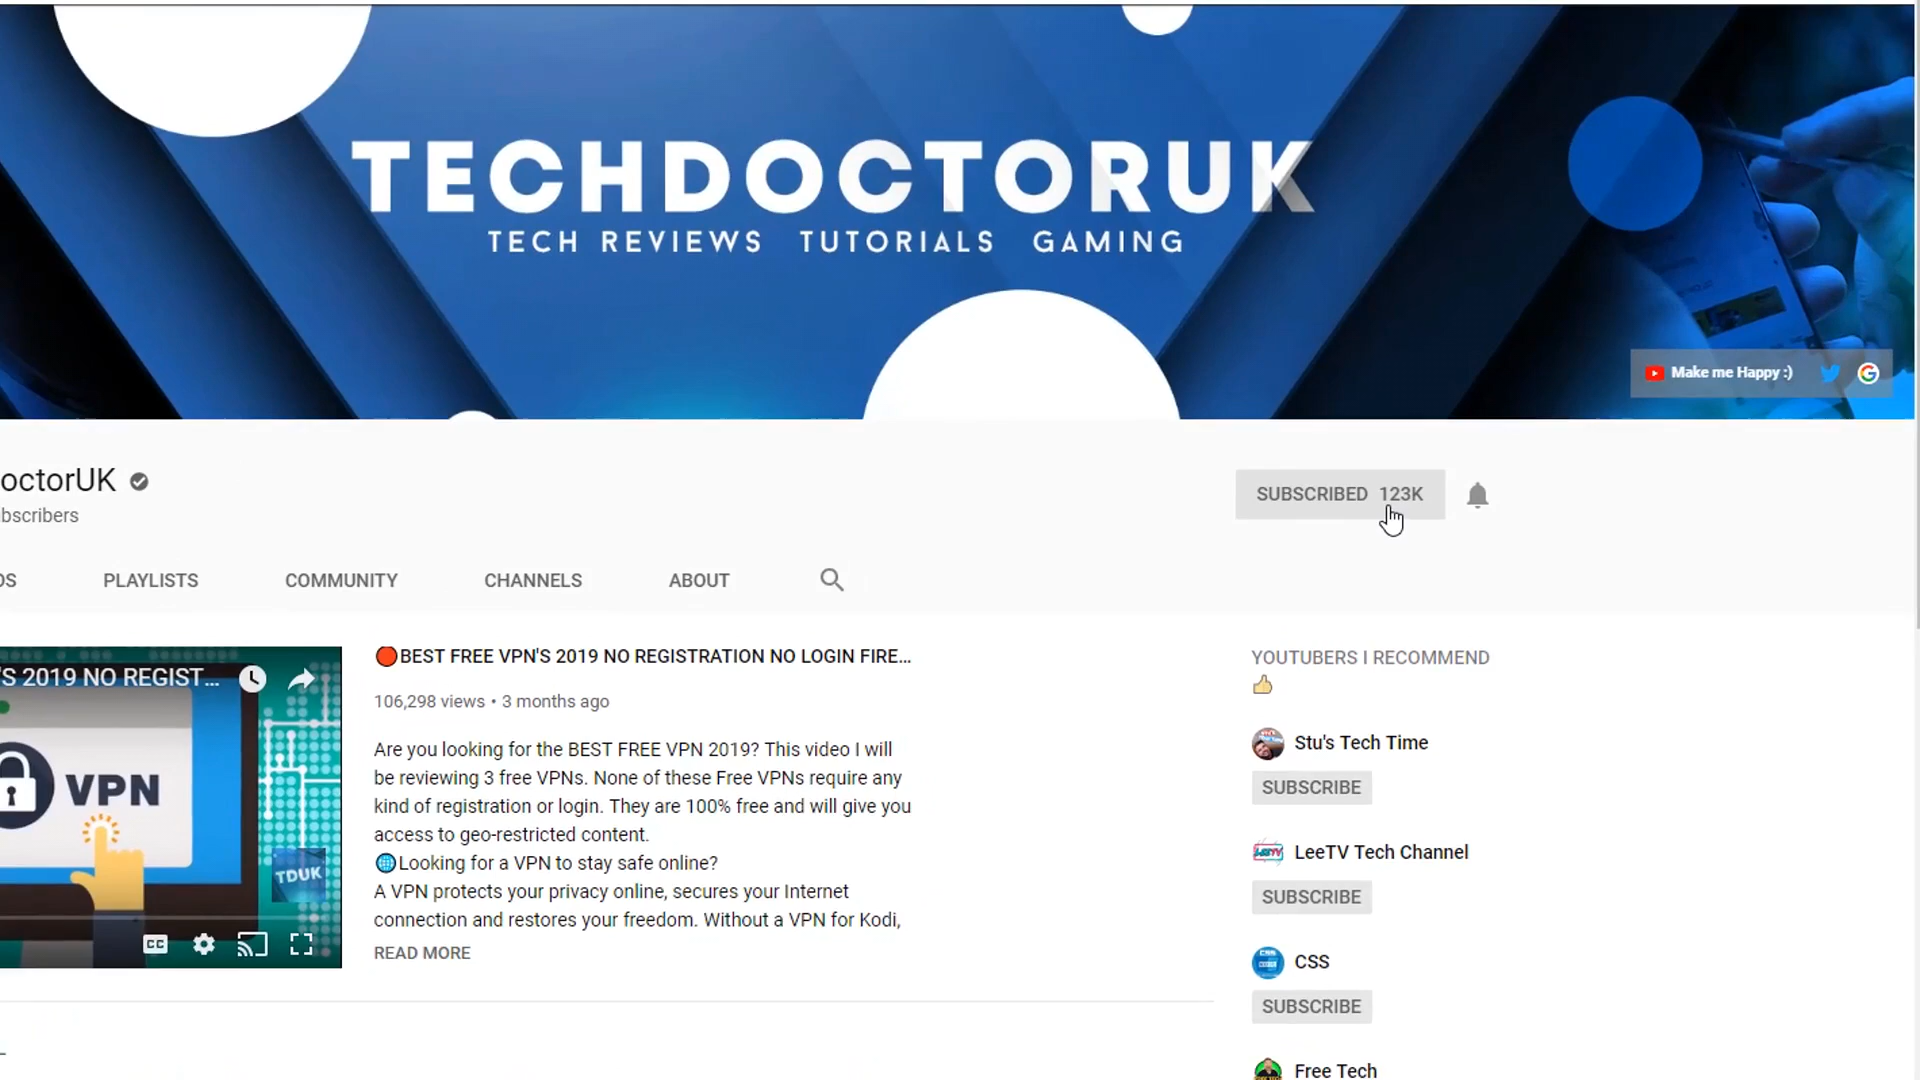 TECHDOCTORUK
TECH REVIEWS TUTORIALS GAMING
Make me Happy :)
octorUK
bscribers
SUBSCRIBED 123K
OS PLAYLISTS COMMUNITY CHANNELS ABOUT
'S 2019 NO REGIST...
VPN
TDUK
CC
🔴BEST FREE VPN'S 2019 NO REGISTRATION NO LOGIN FIRE...
106,298 views • 3 months ago
Are you looking for the BEST FREE VPN 2019? This video I will
be reviewing 3 free VPNs. None of these Free VPNs require any
kind of registration or login. They are 100% free and will give you
access to geo-restricted content.
🌐Looking for a VPN to stay safe online?
A VPN protects your privacy online, secures your Internet
connection and restores your freedom. Without a VPN for Kodi,
READ MORE
YOUTUBERS I RECOMMEND
👍
Stu's Tech Time
SUBSCRIBE
LeeTV Tech Channel
SUBSCRIBE
CSS
SUBSCRIBE
Free Tech